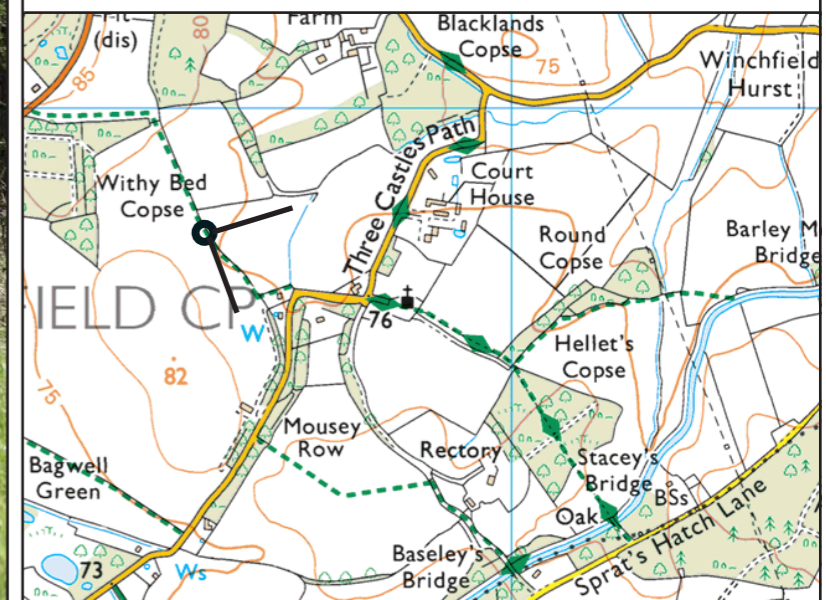 (dis)
80
Farm
Blacklands
Copse
75
Winchfield
Hurst
85
Three Castles Path
Withy Bed
Copse
Court
House
Round
Copse
Bridge
IELD CP
76
W
82
Hellet's
Copse
75
Mousey
Row
Rectory
Bagwell
Green
Stacey's
Bridge
BSs
Oak
Sprat's Hatch Lane
Baseley's
Bridge
73
Ws